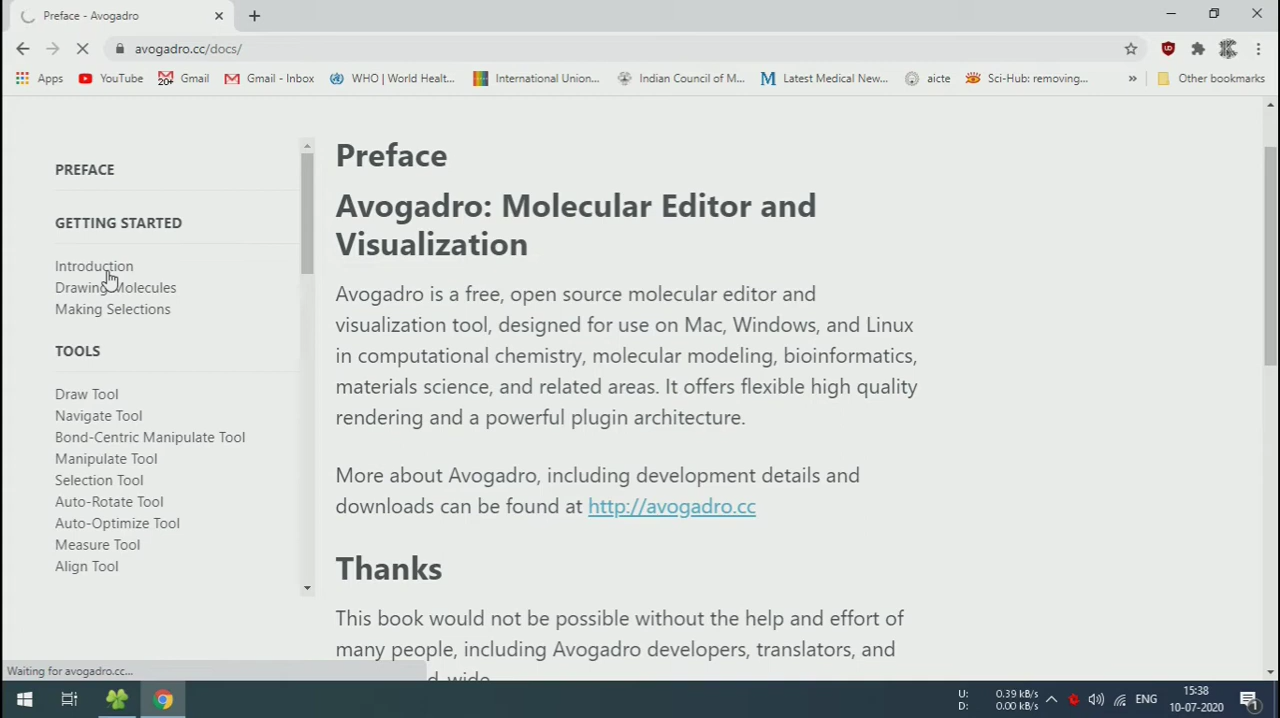 Preface - Avogadro
avogadro.cc/docs/
Apps YouTube Gmail Gmail - Inbox WHO | World Healt... International Union... Indian Council of M... Latest Medical New... aicte Sci-Hub: removing... » Other bookmarks
PREFACE
GETTING STARTED
Introduction
Drawing Molecules
Making Selections
TOOLS
Draw Tool
Navigate Tool
Bond-Centric Manipulate Tool
Manipulate Tool
Selection Tool
Auto-Rotate Tool
Auto-Optimize Tool
Measure Tool
Align Tool
Preface
Avogadro: Molecular Editor and
Visualization
Avogadro is a free, open source molecular editor and
visualization tool, designed for use on Mac, Windows, and Linux
in computational chemistry, molecular modeling, bioinformatics,
materials science, and related areas. It offers flexible high quality
rendering and a powerful plugin architecture.
More about Avogadro, including development details and
downloads can be found at http://avogadro.cc
Thanks
This book would not be possible without the help and effort of
many people, including Avogadro developers, translators, and
d-wide
Waiting for avogadro.cc...
U: 0.39 kB/s
D: 0.00 kB/s
ENG
15:38
10-07-2020
1